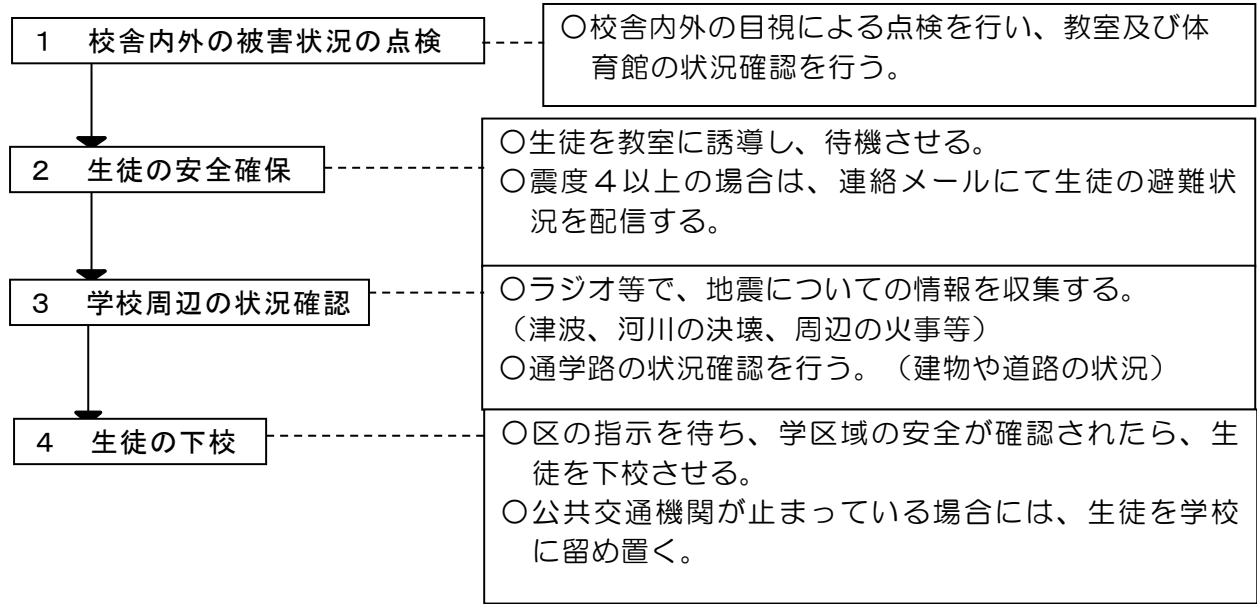 １　校舎内外の被害状況の点検
〇校舎内外の目視による点検を行い、教室及び体
育館の状況確認を行う。
２　生徒の安全確保
〇生徒を教室に誘導し、待機させる。
〇震度４以上の場合は、連絡メールにて生徒の避難状
況を配信する。
３　学校周辺の状況確認
〇ラジオ等で、地震についての情報を収集する。
（津波、河川の決壊、周辺の火事等）
〇通学路の状況確認を行う。（建物や道路の状況）
４　生徒の下校
〇区の指示を待ち、学区域の安全が確認されたら、生
徒を下校させる。
〇公共交通機関が止まっている場合には、生徒を学校
に留め置く。